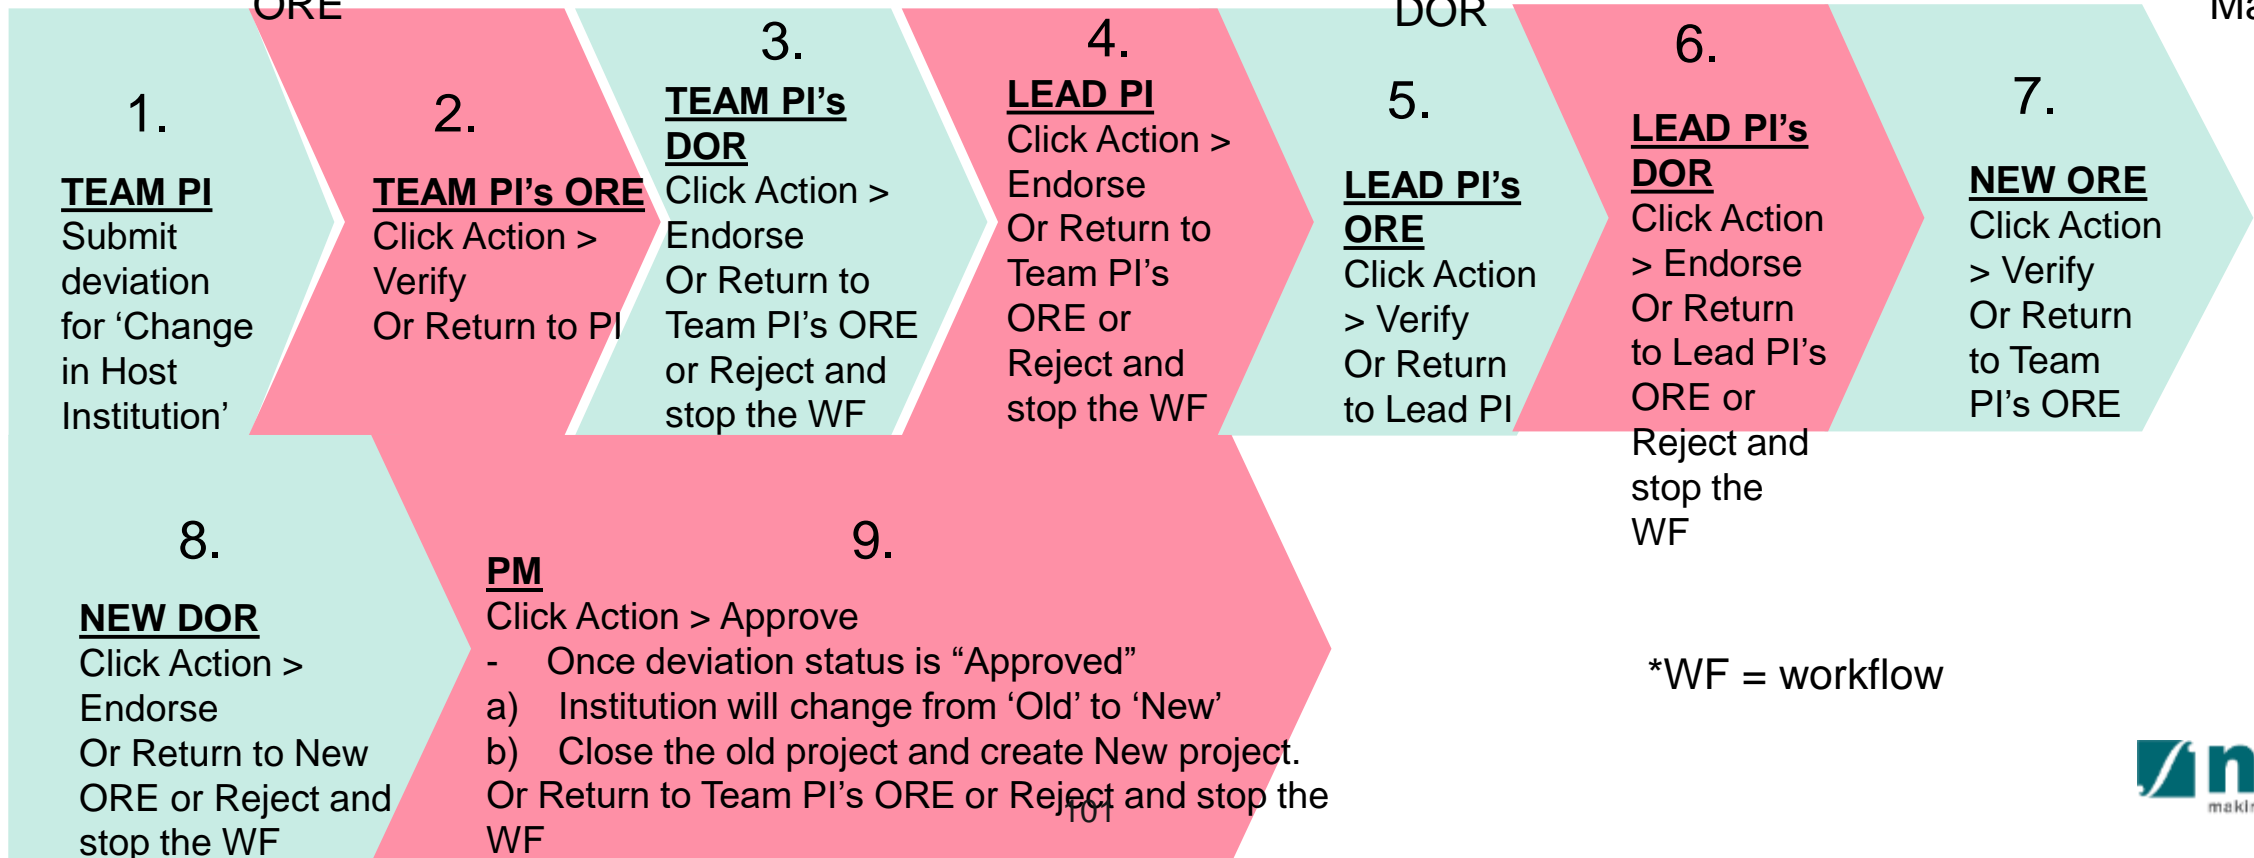 ORE
DOR
1.
TEAM PI
Submit
deviation
for ‘Change
in Host
Institution’
2.
TEAM PI’s ORE
Click Action >
Verify
Or Return to PI
3.
TEAM PI’s
DOR
Click Action >
Endorse
Or Return to
Team PI’s ORE
or Reject and
stop the WF
4.
LEAD PI
Click Action >
Endorse
Or Return to
Team PI’s
ORE or
Reject and
stop the WF
5.
LEAD PI’s
ORE
Click Action
> Verify
Or Return
to Lead PI
6.
LEAD PI’s
DOR
Click Action
> Endorse
Or Return
to Lead PI’s
ORE or
Reject and
stop the
WF
7.
NEW ORE
Click Action
> Verify
Or Return
to Team
PI’s ORE
8.
NEW DOR
Click Action >
Endorse
Or Return to New
ORE or Reject and
stop the WF
9.
PM
Click Action > Approve
- Once deviation status is “Approved”
a) Institution will change from ‘Old’ to ‘New’
b) Close the old project and create New project.
Or Return to Team PI’s ORE or Reject and stop the
WF
101
*WF = workflow